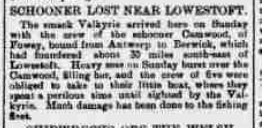 SCHOONER LOST NEAR LOWESTOFT.
The smack Valkyrie arrived here on Sunday
with the crew of the schooner Camwood, of
Fowey, bound from Antwerp to Berwick, which
had foundered about 30 miles south-east of
Lowestoft. Heavy seas on Sunday burst over the
Camwood, filling her, and the crew of five were
obliged to take to their little boat, where they
spent a perilous time until sighted by the Val-
kyrie. Much damage has been done to the fishing
fleet.